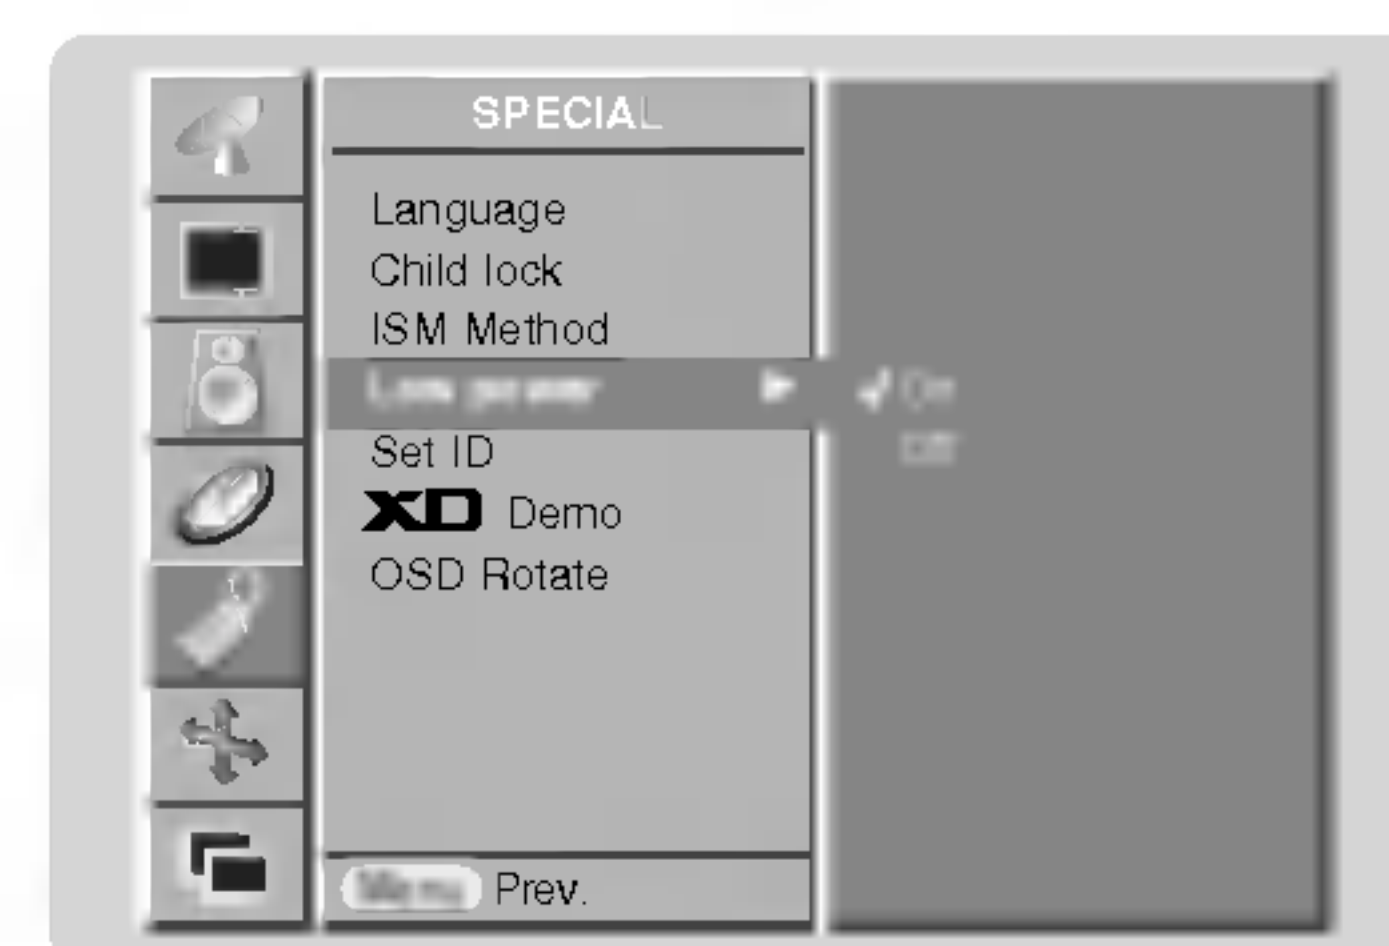 SPECIAL
Language
Child lock
ISM Method
Low power
On
Off
Set ID
XD Demo
OSD Rotate
Menu Prev.